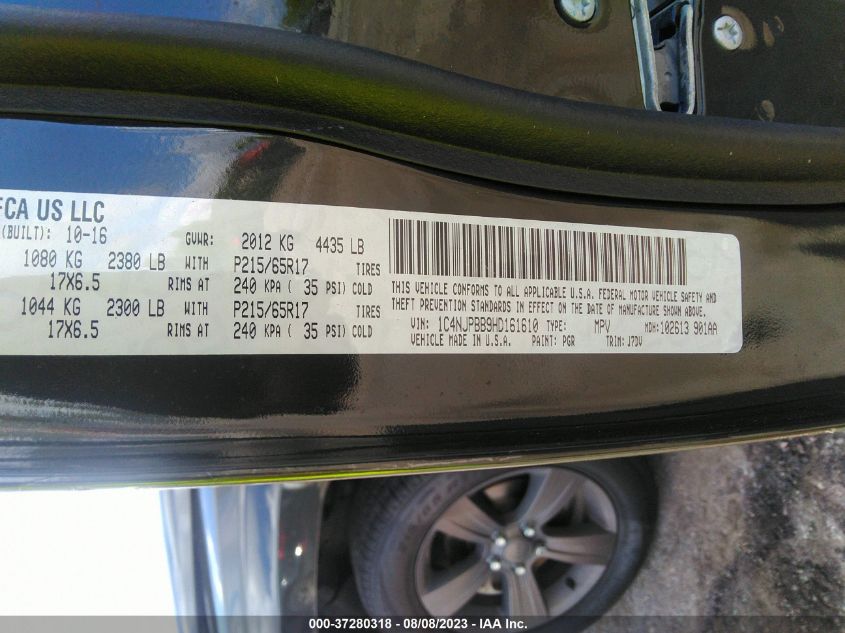 FCA US LLC
(BUILT): 10-16 GVWR: 2012 KG 4435 LB
1080 KG 2380 LB WITH P215/65R17 TIRES
17X6.5 RIMS AT 240 KPA ( 35 PSI) COLD
1044 KG 2300 LB WITH P215/65R17 TIRES
17X6.5 RIMS AT 240 KPA ( 35 PSI) COLD
THIS VEHICLE CONFORMS TO ALL APPLICABLE U.S.A. FEDERAL MOTOR VEHICLE SAFETY AND
THEFT PREVENTION STANDARDS IN EFFECT ON THE DATE OF MANUFACTURE SHOWN ABOVE.
VIN: 1C4NJPBB9HD161610 TYPE: MPV MDH: 102613 901AA
VEHICLE MADE IN U.S.A. PAINT: PGR TRIM: J7DV
000-37280318 - 08/08/2023 - IAA Inc.